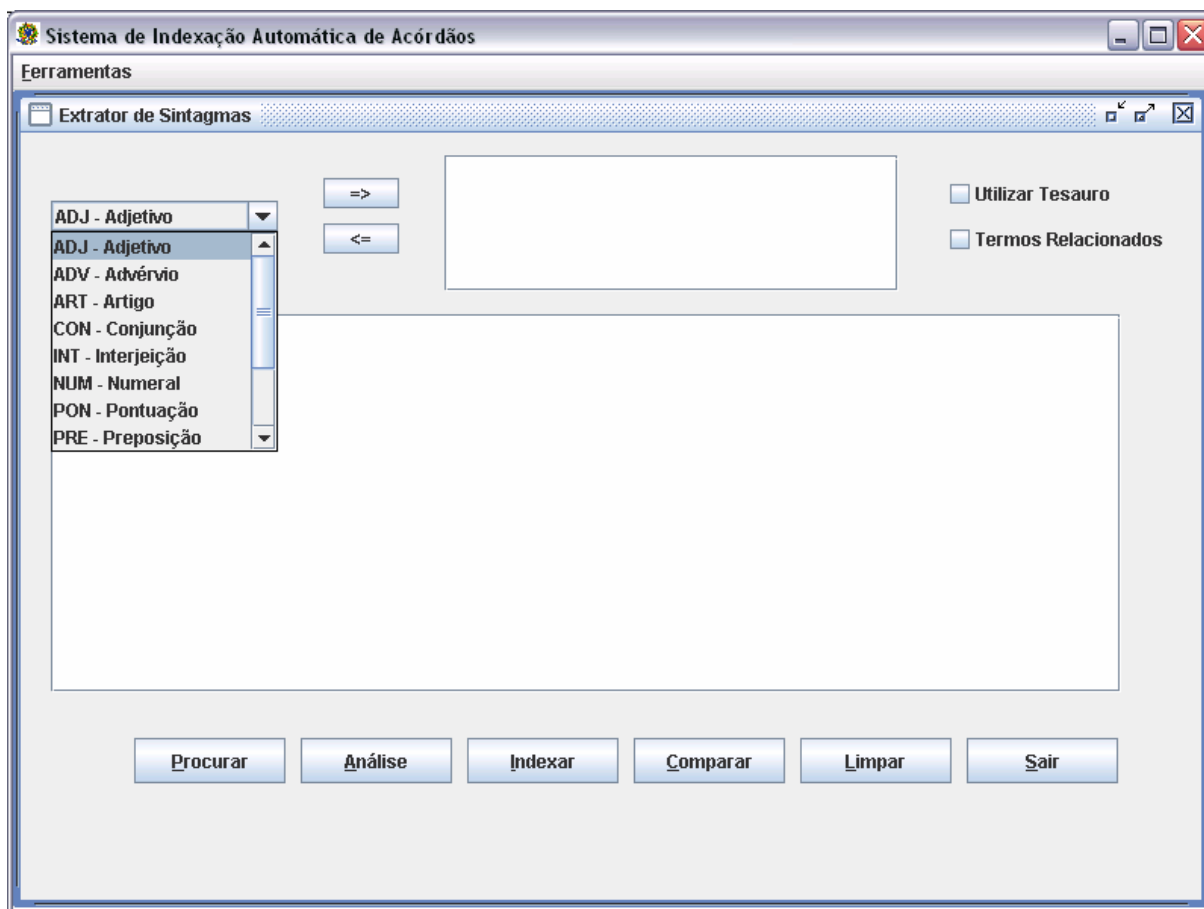 Sistema de Indexação Automática de Acórdãos
Ferramentas
Extrator de Sintagmas
=>
Utilizar Tesauro
ADJ - Adjetivo
<=
Termos Relacionados
ADJ - Adjetivo
ADV - Advérvio
ART - Artigo
CON - Conjunção
INT - Interjeição
NUM - Numeral
PON - Pontuação
PRE - Preposição
Procurar Análise Indexar Comparar Limpar Sair